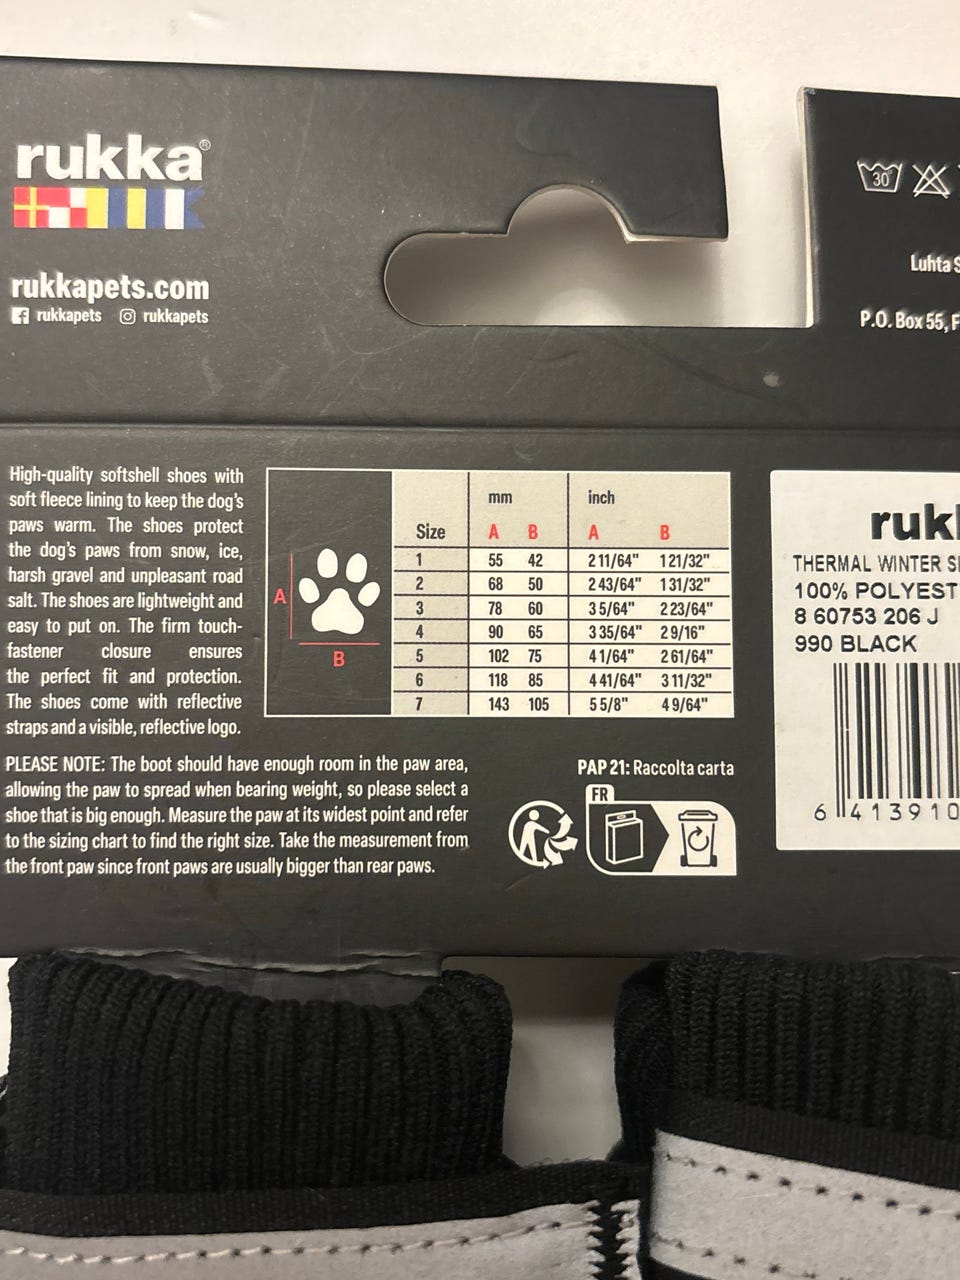 rukka®
rukkapets.com
rukkapets rukkapets
30°
Luhta
P.O. Box 55,
High-quality softshell shoes with
soft fleece lining to keep the dog's
paws warm. The shoes protect
the dog's paws from snow, ice,
harsh gravel and unpleasant road
salt. The shoes are lightweight and
easy to put on. The firm touch-
fastener closure ensures
the perfect fit and protection.
The shoes come with reflective
straps and a visible, reflective logo.
A
B
mm inch
Size A B A B
1 55 42 2 11/64" 1 21/32"
2 68 50 2 43/64" 1 31/32"
3 78 60 3 5/64" 2 23/64"
4 90 65 3 35/64" 2 9/16"
5 102 75 4 1/64" 2 61/64"
6 118 85 4 41/64" 3 11/32"
7 143 105 5 5/8" 4 9/64"
PLEASE NOTE: The boot should have enough room in the paw area,
allowing the paw to spread when bearing weight, so please select a
shoe that is big enough. Measure the paw at its widest point and refer
to the sizing chart to find the right size. Take the measurement from
the front paw since front paws are usually bigger than rear paws.
PAP 21: Raccolta carta
FR
THERMAL WINTER
100% POLYEST
8 60753 206 J
990 BLACK
6 413910